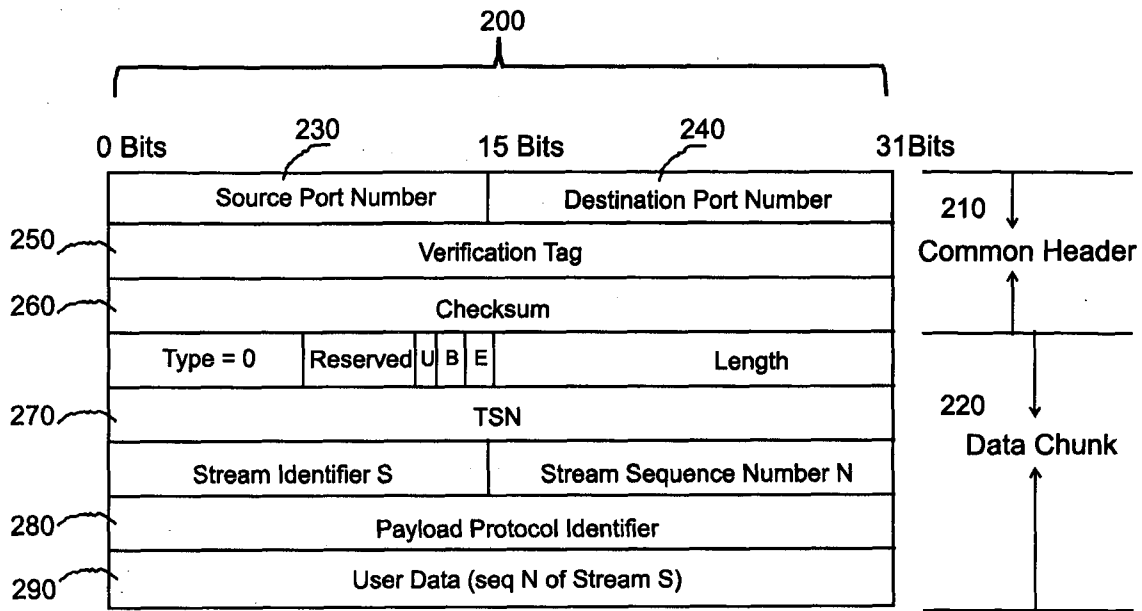 200
230
240
0 Bits
15 Bits
31Bits
Source Port Number
Destination Port Number
210
250
Verification Tag
Common Header
260
Checksum
Type = 0
Reserved
U
B
E
Length
270
TSN
220
Data Chunk
Stream Identifier S
Stream Sequence Number N
280
Payload Protocol Identifier
290
User Data (seq N of Stream S)